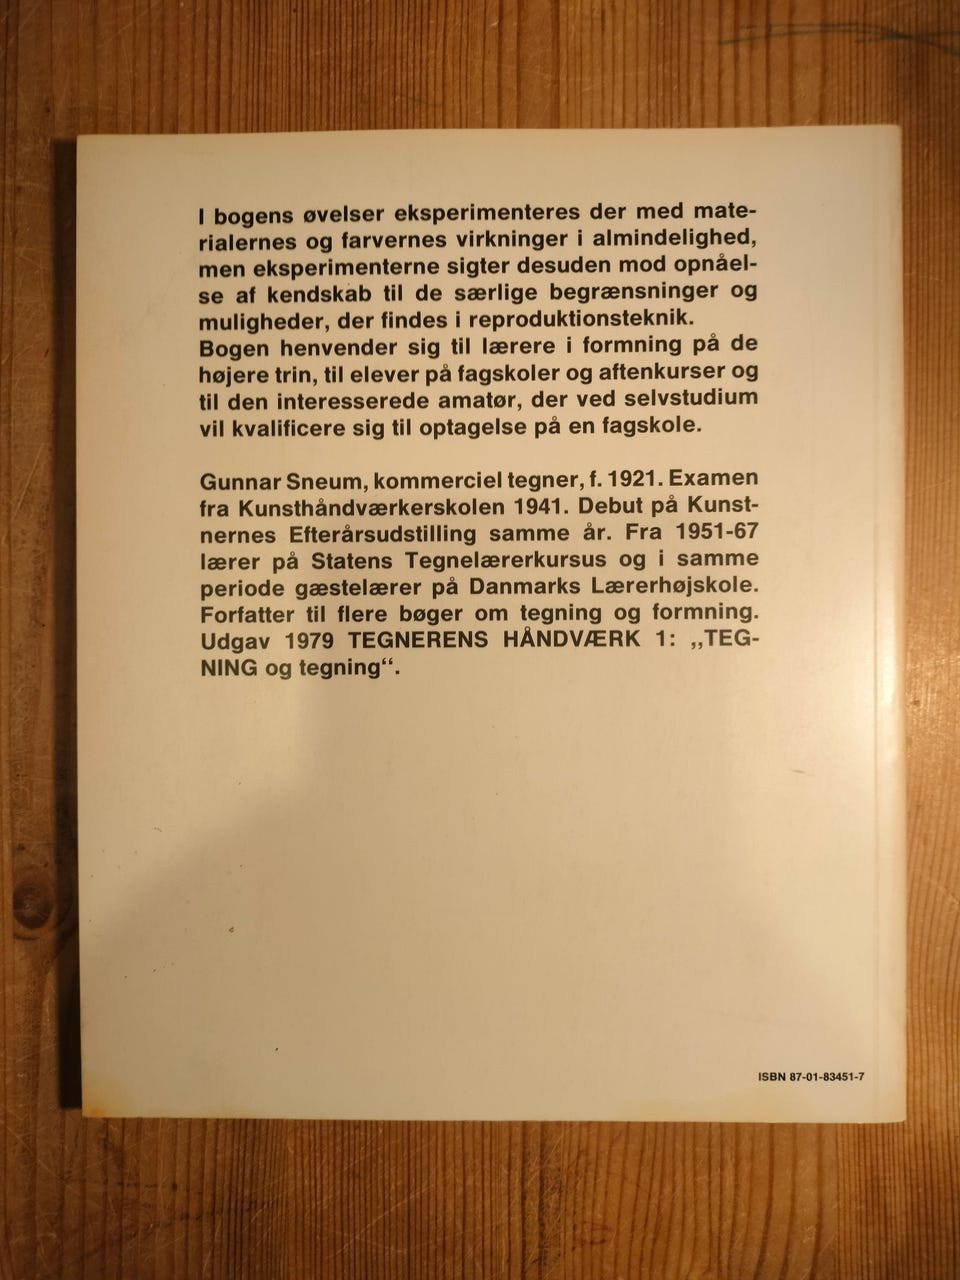 I bogens øvelser eksperimenteres der med mate-
rialernes og farvernes virkninger i almindelighed,
men eksperimenterne sigter desuden mod opnåel-
se af kendskab til de særlige begrænsninger og
muligheder, der findes i reproduktionsteknik.
Bogen henvender sig til lærere i formning på de
højere trin, til elever på fagskoler og aftenkurser og
til den interesserede amatør, der ved selvstudium
vil kvalificere sig til optagelse på en fagskole.
Gunnar Sneum, kommerciel tegner, f. 1921. Examen
fra Kunsthåndværkerskolen 1941. Debut på Kunst-
nernes Efterårsudstilling samme år. Fra 1951-67
lærer på Statens Tegnelærerkursus og i samme
periode gæstelærer på Danmarks Lærerhøjskole.
Forfatter til flere bøger om tegning og formning.
Udgav 1979 TEGNERENS HÅNDVÆRK 1: „TEG-
NING og tegning“.
ISBN 87-01-83451-7